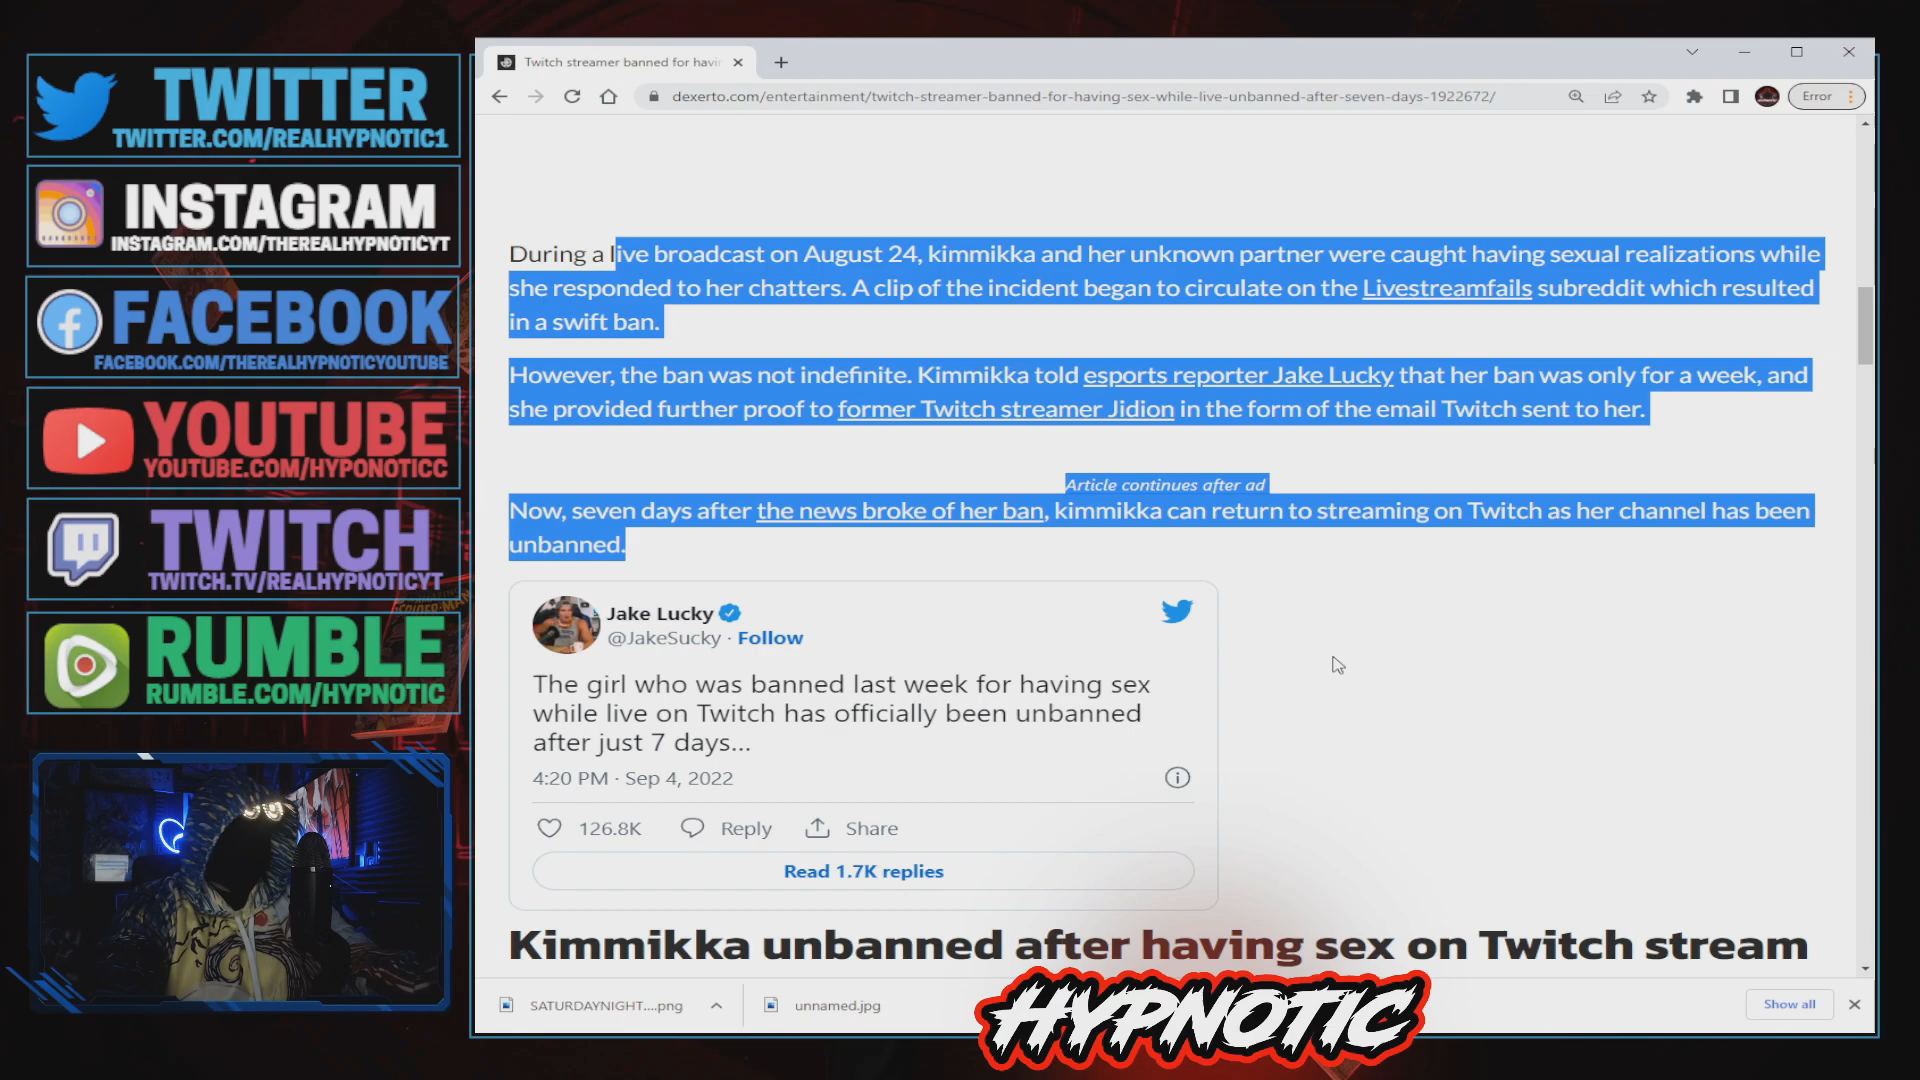 TWITTER
TWITTER.COM/REALHYPNOTIC1
INSTAGRAM
INSTAGRAM.COM/THEREALHYPNOTICYT
FACEBOOK
FACEBOOK.COM/THEREALHYPNOTICYOUTUBE
YOUTUBE
YOUTUBE.COM/HYPONOTICC
TWITCH
TWITCH.TV/REALHYPNOTICYT
RUMBLE
RUMBLE.COM/HYPNOTIC
Twitch streamer banned for havin
dexerto.com/entertainment/twitch-streamer-banned-for-having-sex-while-live-unbanned-after-seven-days-1922672/
Error
During a live broadcast on August 24, kimmikka and her unknown partner were caught having sexual realizations while
she responded to her chatters. A clip of the incident began to circulate on the Livestreamfails subreddit which resulted
in a swift ban.
However, the ban was not indefinite. Kimmikka told esports reporter Jake Lucky that her ban was only for a week, and
she provided further proof to former Twitch streamer Jidion in the form of the email Twitch sent to her.
Article continues after ad
Now, seven days after the news broke of her ban, kimmikka can return to streaming on Twitch as her channel has been
unbanned.
Jake Lucky
@JakeSucky · Follow
The girl who was banned last week for having sex
while live on Twitch has officially been unbanned
after just 7 days...
4:20 PM · Sep 4, 2022
126.8K Reply Share
Read 1.7K replies
Kimmikka unbanned after having sex on Twitch stream
SATURDAYNIGHT....png
unnamed.jpg
Show all
HYPNOTIC